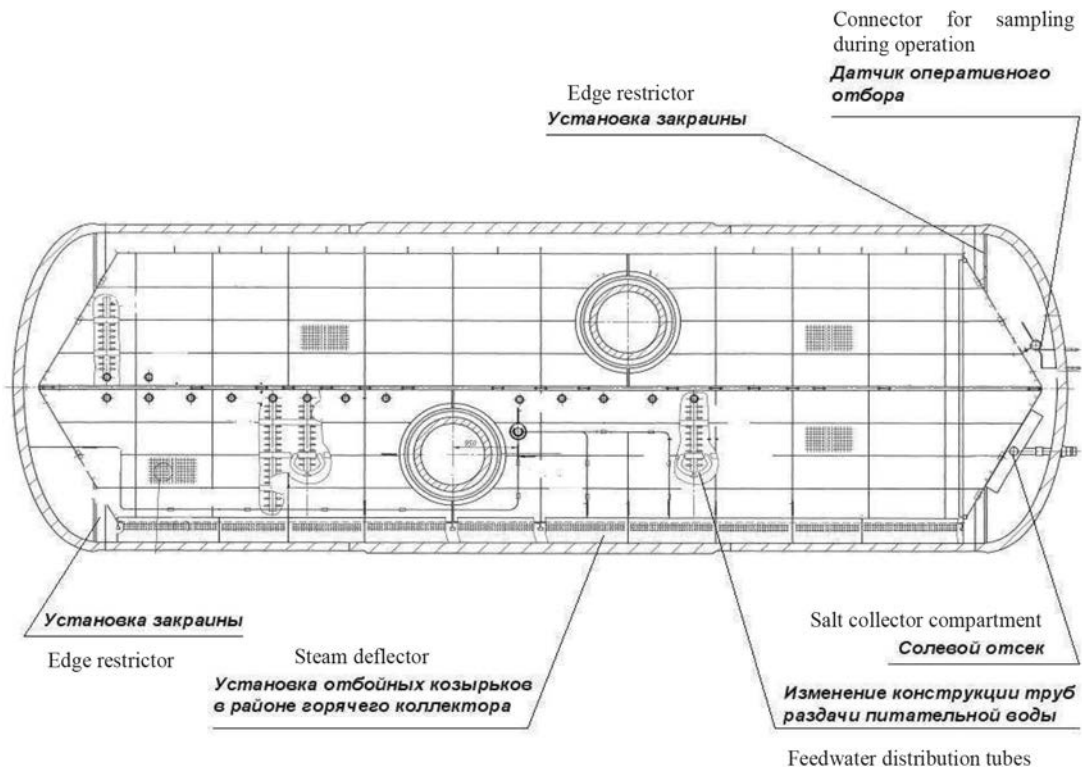 Connector for sampling
during operation
Датчик оперативного
отбора
Edge restrictor
Установка закраины
950
Установка закраины
Edge restrictor
Steam deflector
Установка отбойных козырьков
в районе горячего коллектора
Salt collector compartment
Солевой отсек
Изменение конструкции труб
раздачи питательной воды
Feedwater distribution tubes